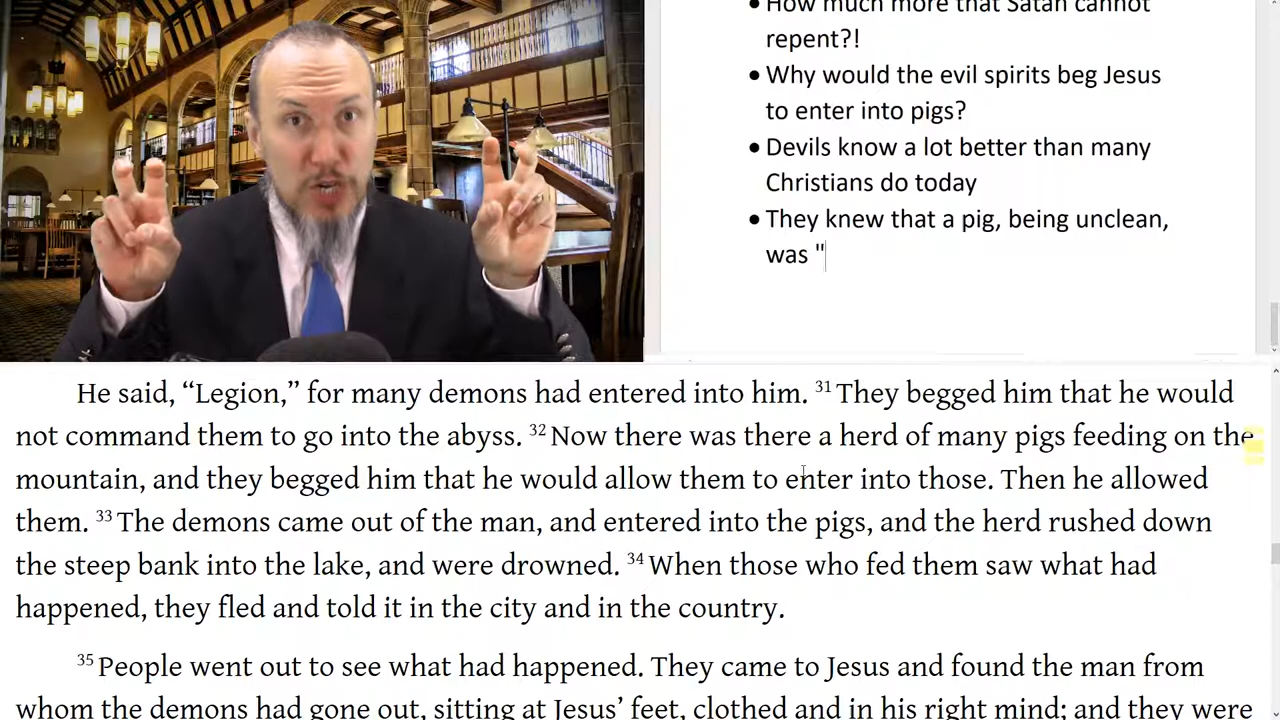 • How much more that Satan cannot
repent?!
• Why would the evil spirits beg Jesus
to enter into pigs?
• Devils know a lot better than many
Christians do today
• They knew that a pig, being unclean,
was "
He said, “Legion,” for many demons had entered into him. 31 They begged him that he would
not command them to go into the abyss. 32 Now there was there a herd of many pigs feeding on the
mountain, and they begged him that he would allow them to enter into those. Then he allowed
them. 33 The demons came out of the man, and entered into the pigs, and the herd rushed down
the steep bank into the lake, and were drowned. 34 When those who fed them saw what had
happened, they fled and told it in the city and in the country.
35 People went out to see what had happened. They came to Jesus and found the man from
whom the demons had gone out, sitting at Jesus’ feet, clothed and in his right mind; and they were